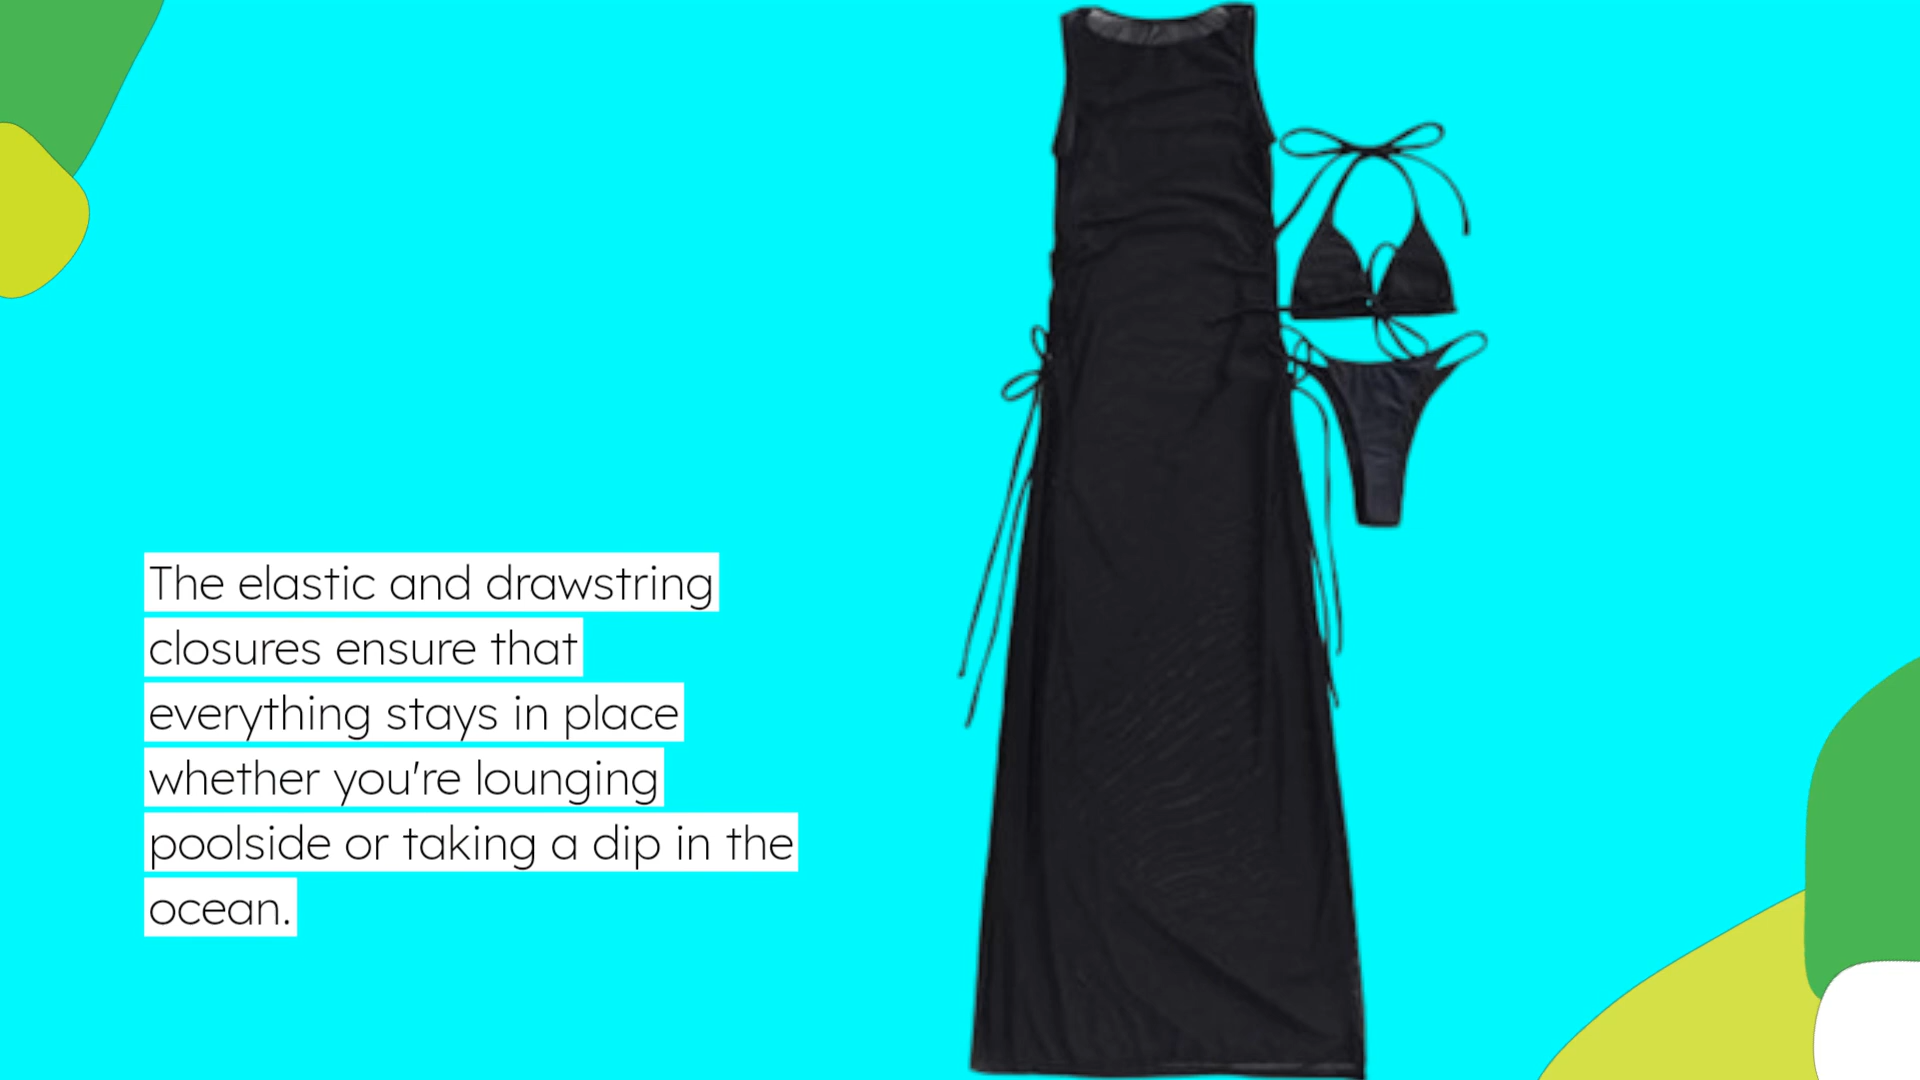 The elastic and drawstring
closures ensure that
everything stays in place
whether you're lounging
poolside or taking a dip in the
ocean.